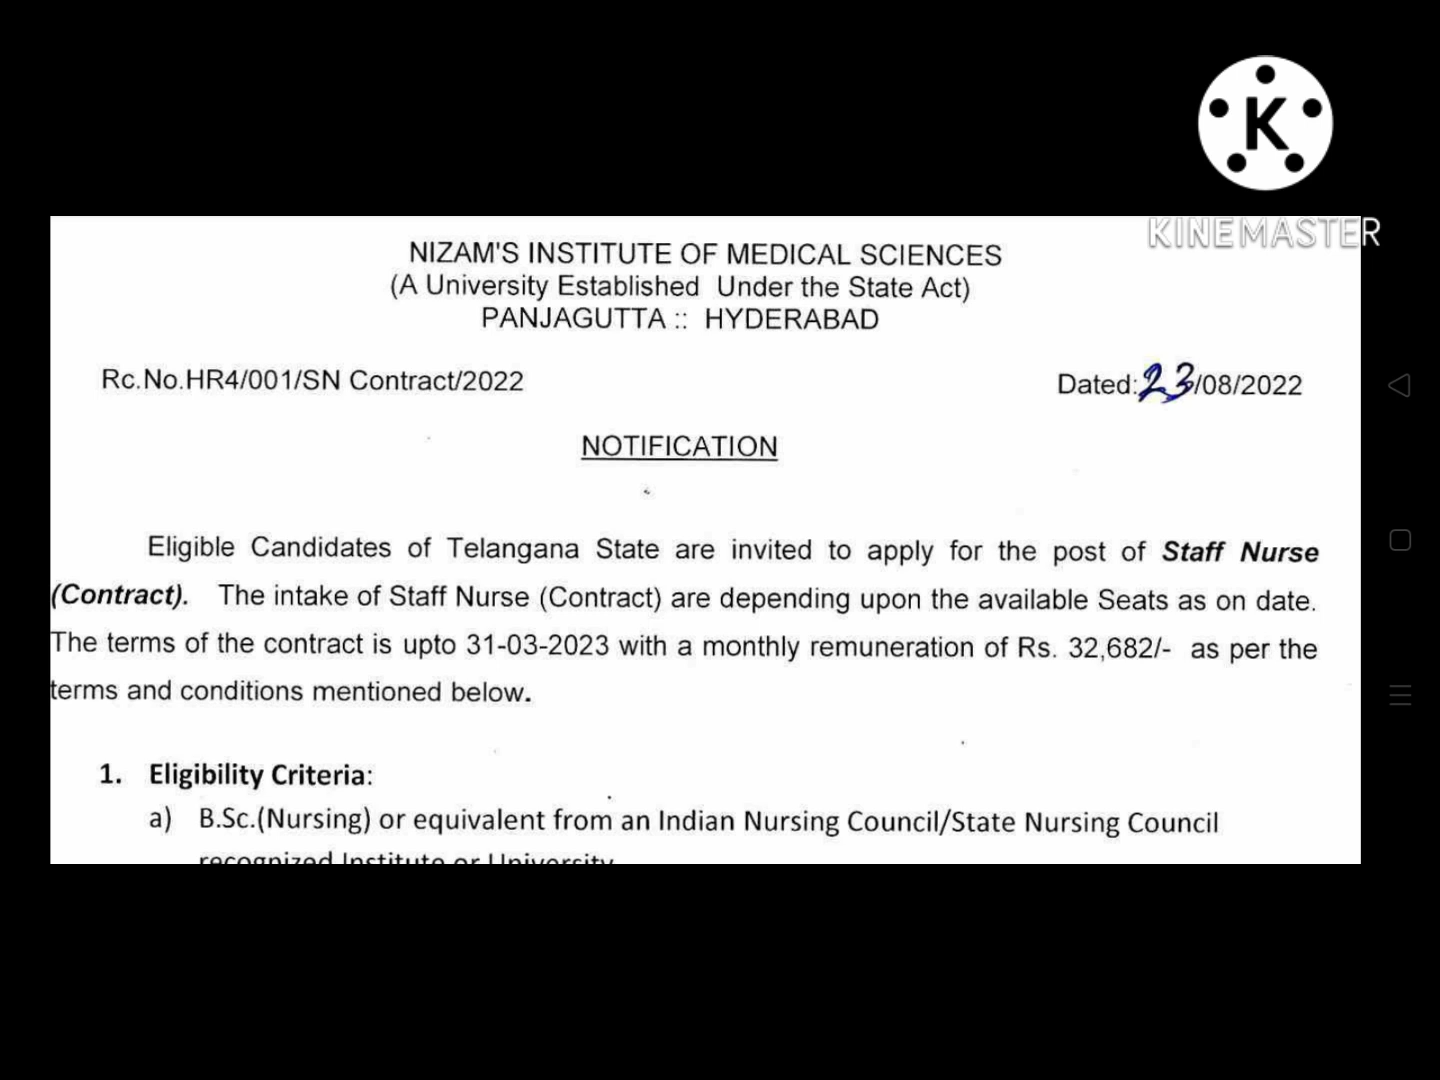 K
KINEMASTER
NIZAM'S INSTITUTE OF MEDICAL SCIENCES
(A University Established Under the State Act)
PANJAGUTTA :: HYDERABAD
Rc.No.HR4/001/SN Contract/2022 Dated:23/08/2022
NOTIFICATION
Eligible Candidates of Telangana State are invited to apply for the post of Staff Nurse
(Contract). The intake of Staff Nurse (Contract) are depending upon the available Seats as on date.
The terms of the contract is upto 31-03-2023 with a monthly remuneration of Rs. 32,682/- as per the
terms and conditions mentioned below.
1. Eligibility Criteria:
a) B.Sc.(Nursing) or equivalent from an Indian Nursing Council/State Nursing Council
recognized Institute or University